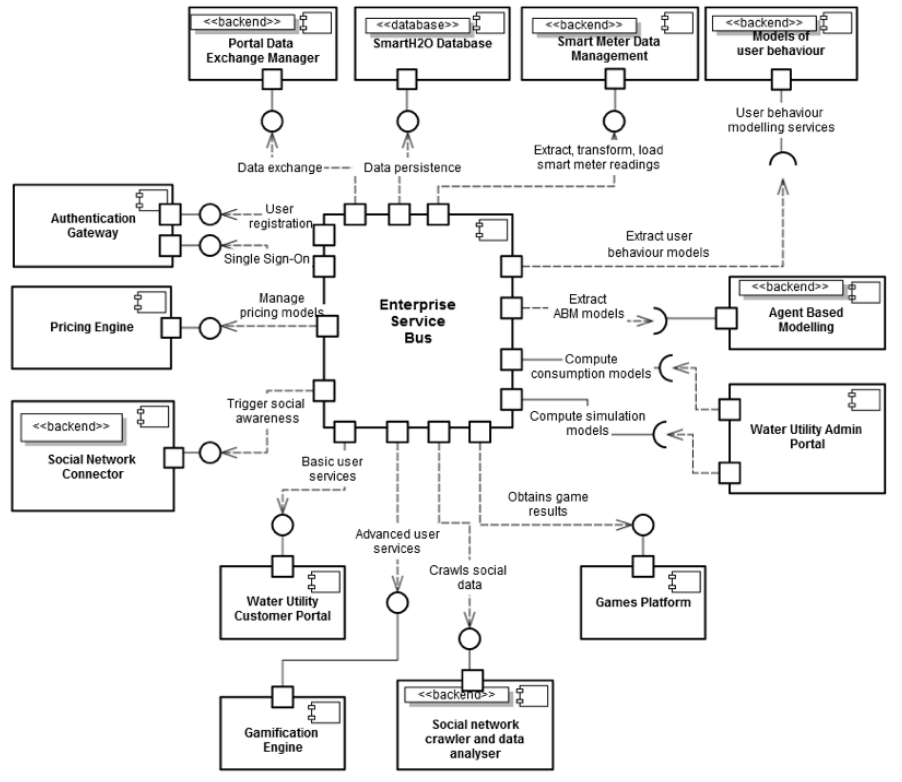 <<backend>>
Portal Data
Exchange Manager
<<database>>
SmartH2O Database
<<backend>>
Smart Meter Data
Management
<<backend>>
Models of
user behaviour
User behaviour
modelling services
Data exchange
Data persistence
Extract, transform, load
smart meter readings
Authentication
Gateway
User
registration
Single Sign-On
Extract user
behaviour models
Pricing Engine
Manage
pricing models
Enterprise
Service
Bus
Extract
ABM models
<<backend>>
Agent Based
Modelling
Compute
consumption models
Compute simulation
models
Water Utility Admin
Portal
<<backend>>
Social Network
Connector
Trigger social
awareness
Basic user
services
Advanced user
services
Crawls social
data
Obtains game
results
Water Utility
Customer Portal
Games Platform
Gamification
Engine
<<backend>>
Social network
crawler and data
analyser